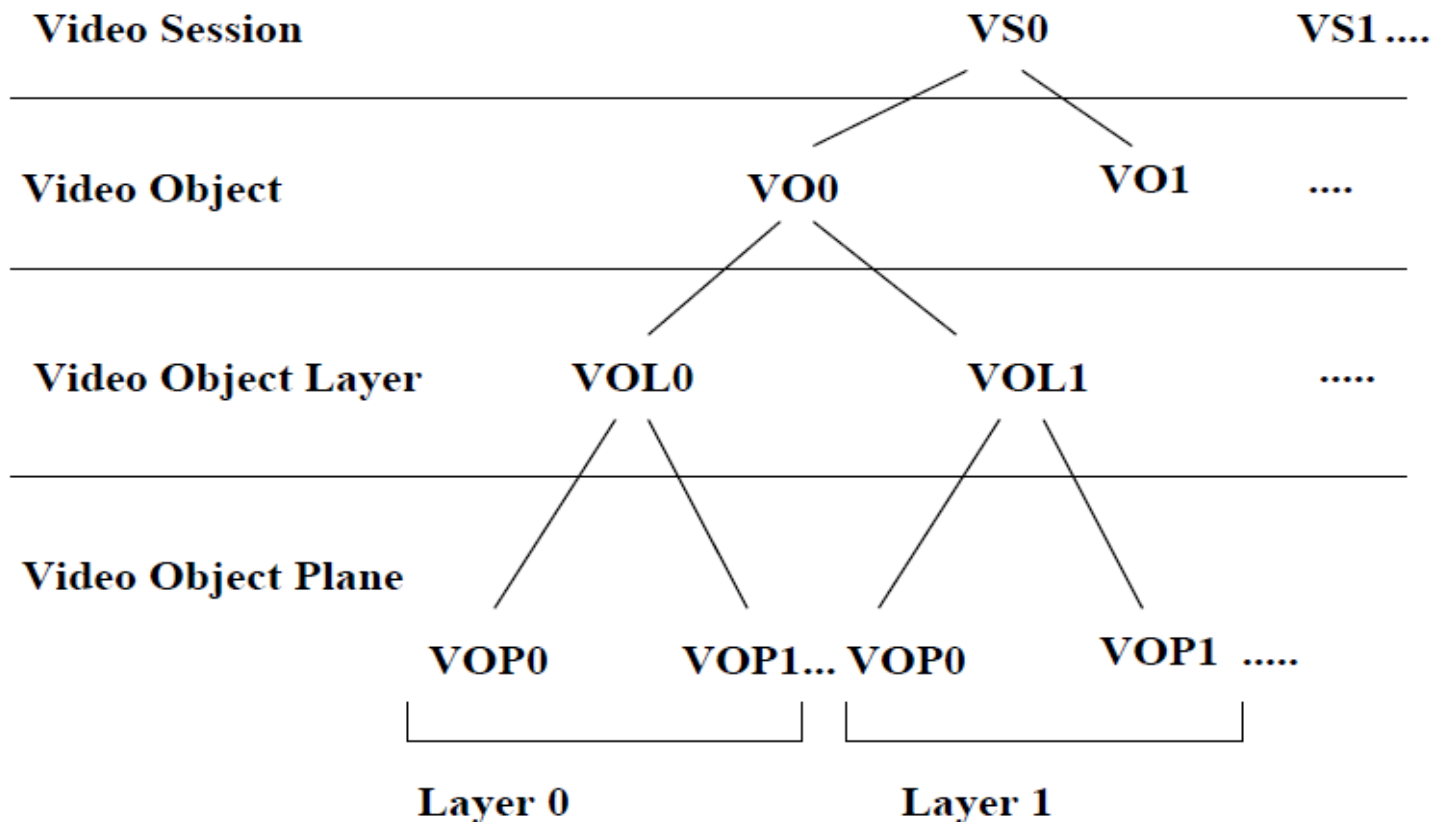 Video Session VS0 VS1 ....
Video Object VO0 VO1 ....
Video Object Layer VOL0 VOL1 .....
Video Object Plane
VOP0 VOP1... VOP0 VOP1 .....
Layer 0 Layer 1